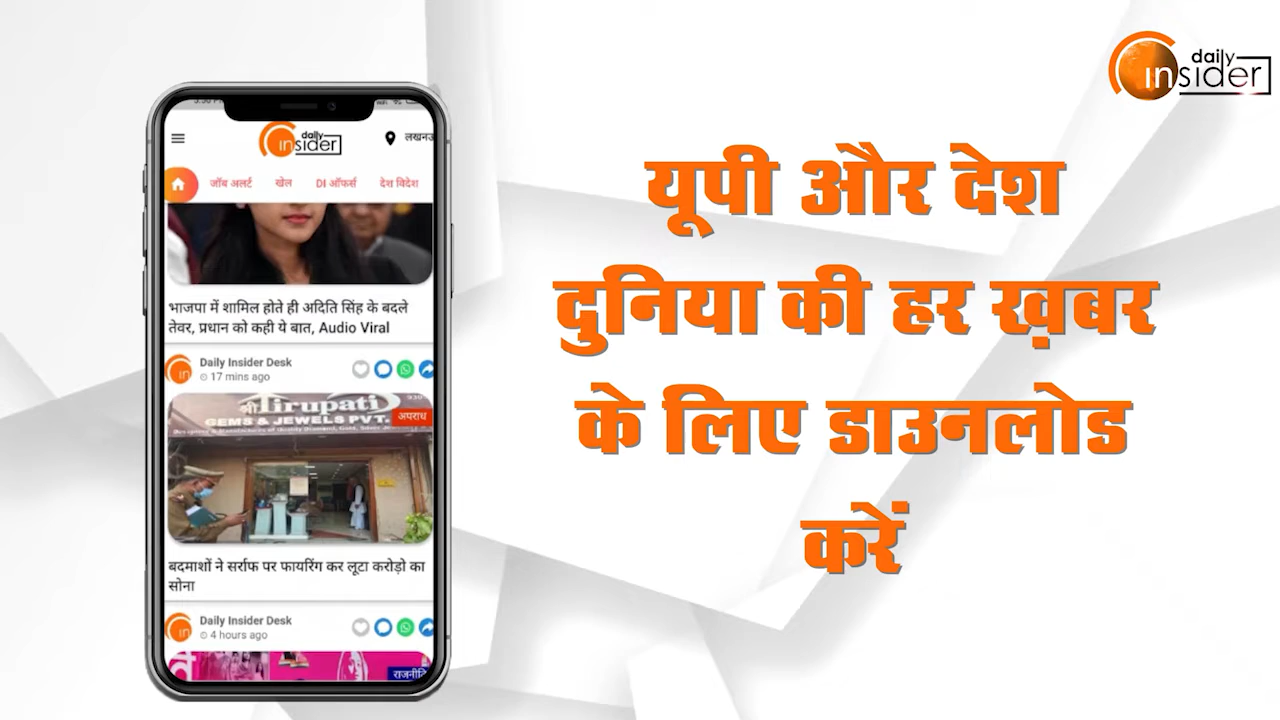 daily
insider
यूपी और देश
दुनिया की हर ख़बर
के लिए डाउनलोड
करें
daily
insider
जॉब अलर्ट खेल DI ऑफर्स देश विदेश
भाजपा में शामिल होते ही अदिति सिंह के बदले
तेवर, प्रधान को कही ये बात, Audio Viral
Daily Insider Desk
17 mins ago
श्री Tirupati
GEMS & JEWELS PVT.
अपराध
बदमाशों ने सर्राफ पर फायरिंग कर लूटा करोड़ो का
सोना
Daily Insider Desk
4 hours ago